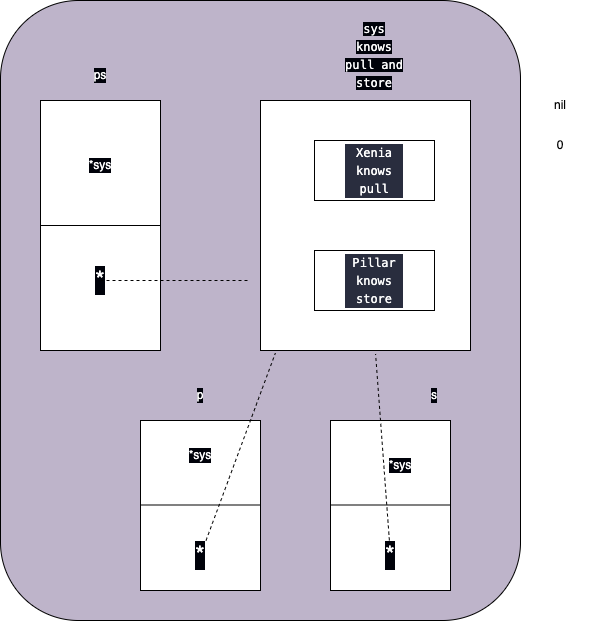 sys
knows
pull and
store
ps
nil
*sys
0
Xenia
knows
pull
*
Pillar
knows
store
p
s
*sys
*sys
*
*